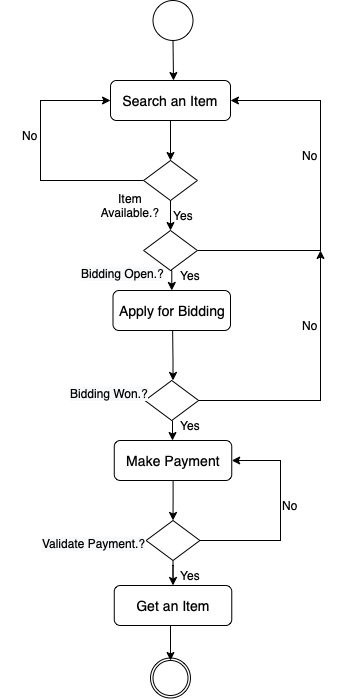 Search an Item
No
No
Item
Available.?
Yes
Bidding Open.?
Yes
Apply for Bidding
No
Bidding Won.?
Yes
Make Payment
No
Validate Payment.?
Yes
Get an Item